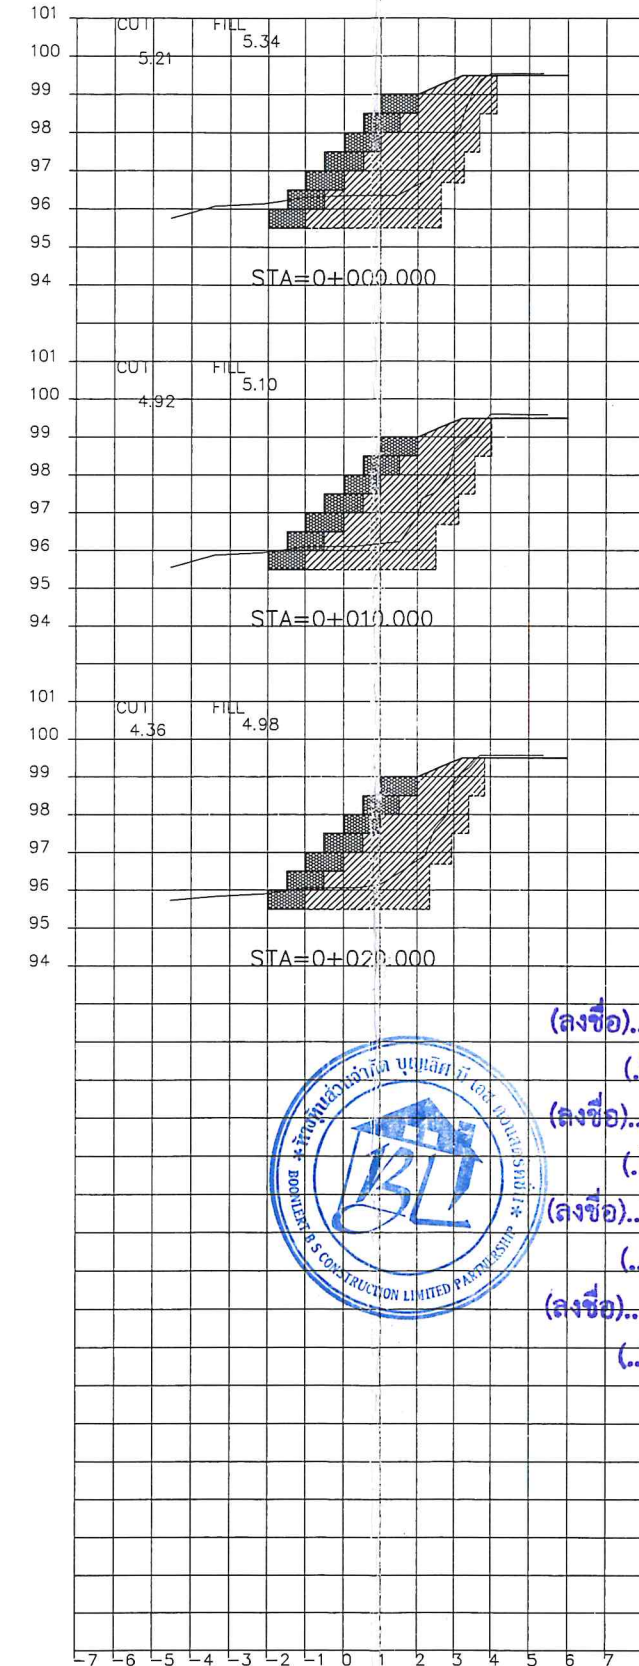 101
CUT FILL
5.34
5.21
100
99
98
97
96
95
94
STA=0+000.000
101
CUT FILL
5.10
4.92
100
99
98
97
96
95
94
STA=0+010.000
101
CUT FILL
4.98
4.36
100
99
98
97
96
95
94
STA=0+020.000
(ลงชื่อ)..
(.
(ลงชื่อ)..
(.
(ลงชื่อ)..
(..
(ลงชื่อ)..
(..
ห้างหุ้นส่วนจำกัด บุญเลิศ บี เอส คอนสตรัคชั่น
BL
BOONLERT B S CONSTRUCTION LIMITED PARTNERSHIP
-7 -6 -5 -4 -3 -2 -1 0 1 2 3 4 5 6 7